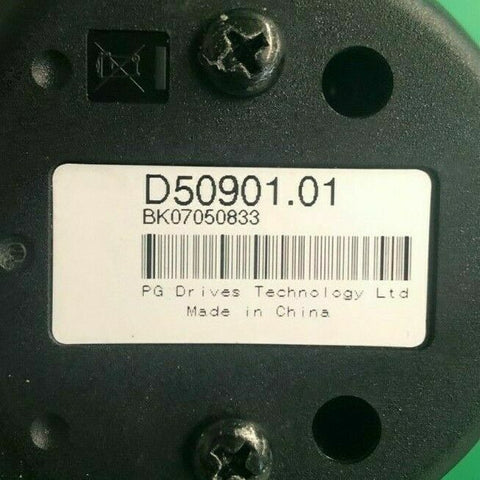 D50901.01
BK07050833
PG Drives Technology Ltd
Made in China